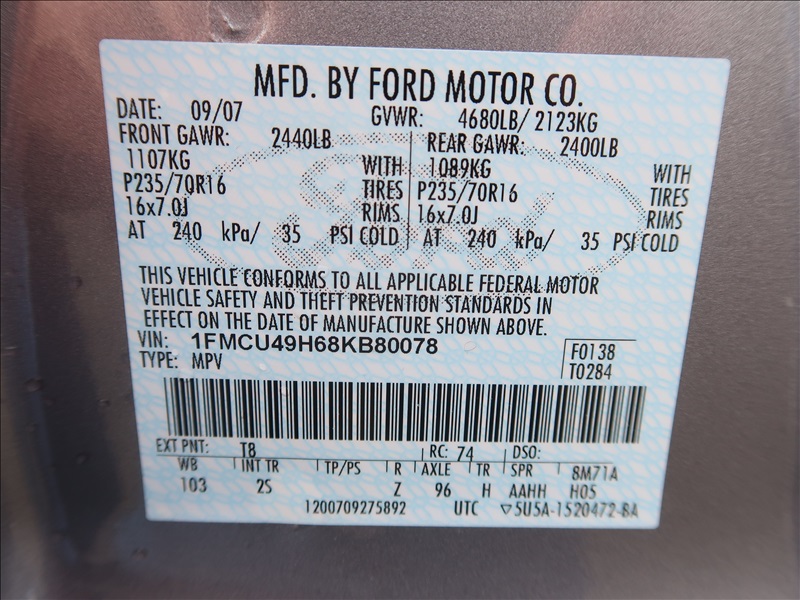 MFD. BY FORD MOTOR CO.
DATE: 09/07 GVWR: 4680LB/ 2123KG
FRONT GAWR: 2440LB REAR GAWR: 2400LB
1107KG WITH 1089KG WITH
P235/70R16 TIRES P235/70R16 TIRES
16x7.0J RIMS 16x7.0J RIMS
AT 240 kPa/ 35 PSI COLD AT 240 kPa/ 35 PSI COLD
THIS VEHICLE CONFORMS TO ALL APPLICABLE FEDERAL MOTOR
VEHICLE SAFETY AND THEFT PREVENTION STANDARDS IN
EFFECT ON THE DATE OF MANUFACTURE SHOWN ABOVE.
VIN: 1FMCU49H68KB80078 F0138
TYPE: MPV T0284
EXT PNT: T8 RC: 74 DSO:
WB INT TR TP/PS R AXLE TR SPR 8M71A
103 2S Z 96 H AAHH H05
1200709275892 UTC ▽5U5A-1520472-BA